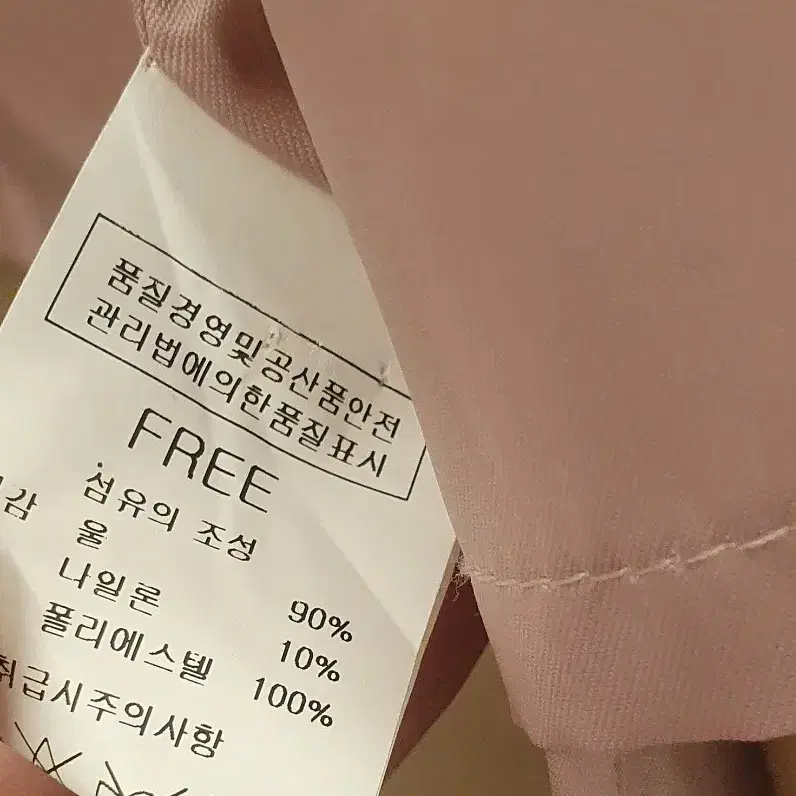 품질경영및공산품안전
관리법에의한품질표시
FREE
섬유의 조성
감 울 90%
나일론 10%
폴리에스텔 100%
취급시주의사항